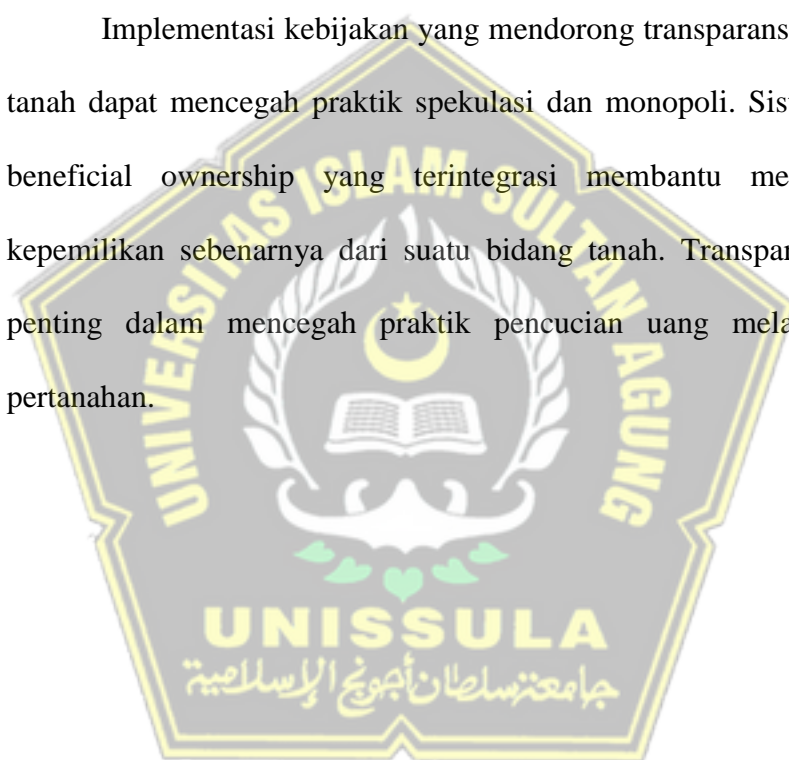 Implementasi kebijakan yang mendorong transparans
tanah dapat mencegah praktik spekulasi dan monopoli. Sis
beneficial ownership yang terintegrasi membantu me
kepemilikan sebenarnya dari suatu bidang tanah. Transpar
penting dalam mencegah praktik pencucian uang mela
pertanahan.
UNIVERSITAS ISLAM SULTAN AGUNG
UNISSULA
جامعترسلطان أجونج الإسلامية